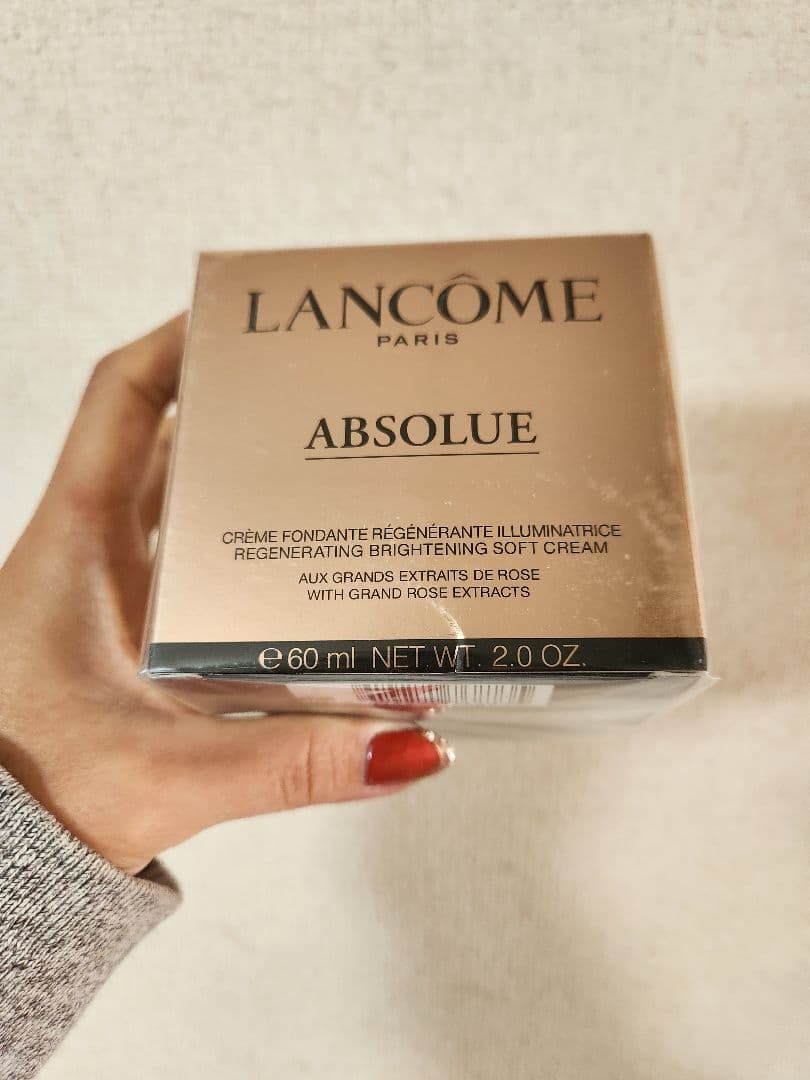 LANCÔME
PARIS
ABSOLUE
CRÈME FONDANTE RÉGÉNÉRANTE ILLUMINATRICE
REGENERATING BRIGHTENING SOFT CREAM
AUX GRANDS EXTRAITS DE ROSE
WITH GRAND ROSE EXTRACTS
℮ 60 ml NET WT. 2.0 OZ.